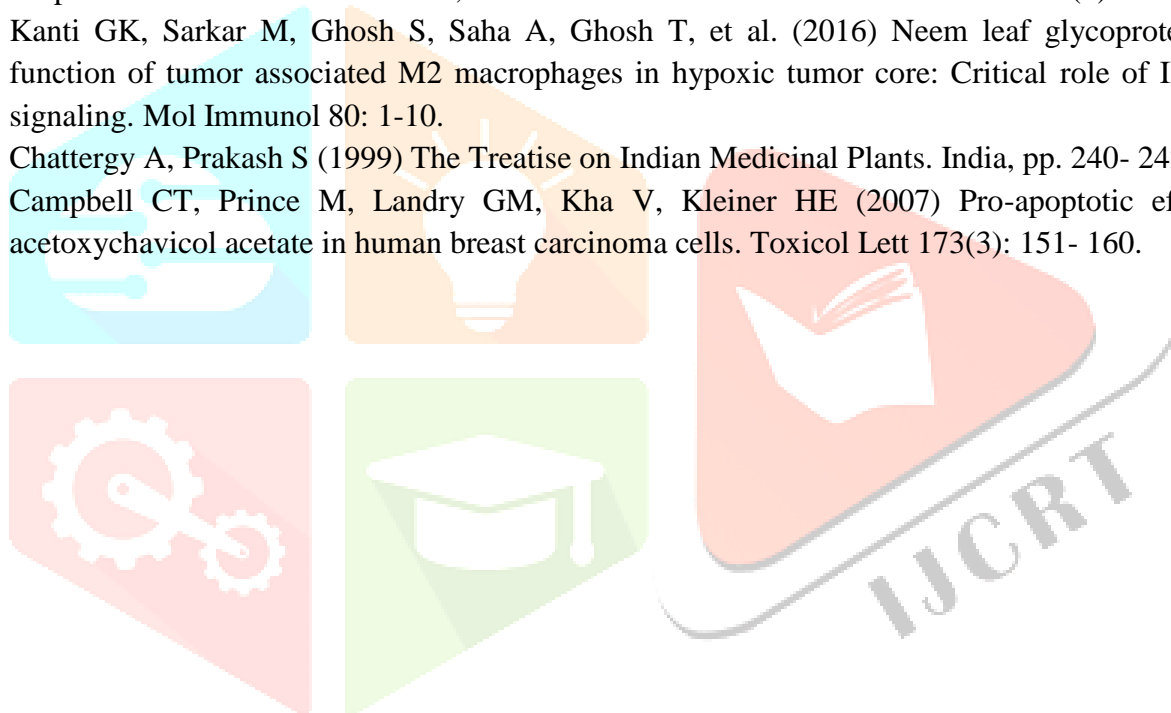 Kanti GK, Sarkar M, Ghosh S, Saha A, Ghosh T, et al. (2016) Neem leaf
function of tumor associated M2 macrophages in hypoxic tumor core: Critical role of
signaling. Mol Immunol 80: 1-10.
Chattergy A, Prakash S (1999) The Treatise on Indian Medicinal Plants. India, pp. 240- 24
Campbell CT, Prince M, Landry GM, Kha V, Kleiner HE (2007) Pro-apoptotic
acetoxychavicol acetate in human breast carcinoma cells. Toxicol Lett 173(3): 151- 160.
IJCRT